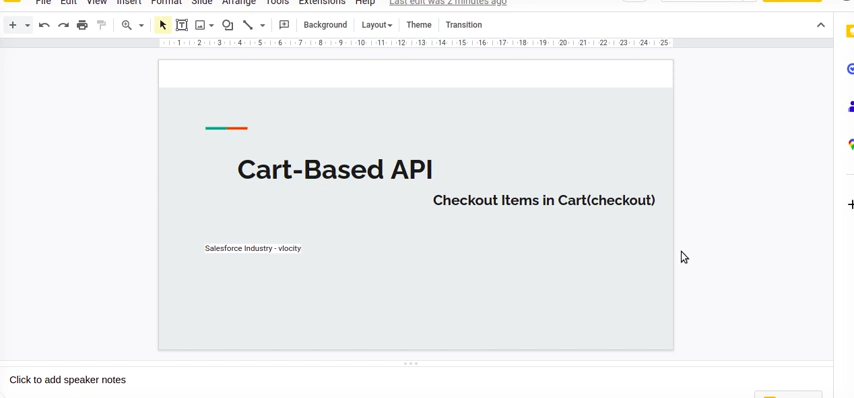 File Edit View Insert Format Slide Arrange Tools Extensions Help Last edit was 2 minutes ago
Background Layout Theme Transition
1 2 3 4 5 6 7 8 9 10 11 12 13 14 15 16 17 18 19 20 21 22 23 24 25
Cart-Based API
Checkout Items in Cart(checkout)
Salesforce Industry - vlocity
Click to add speaker notes